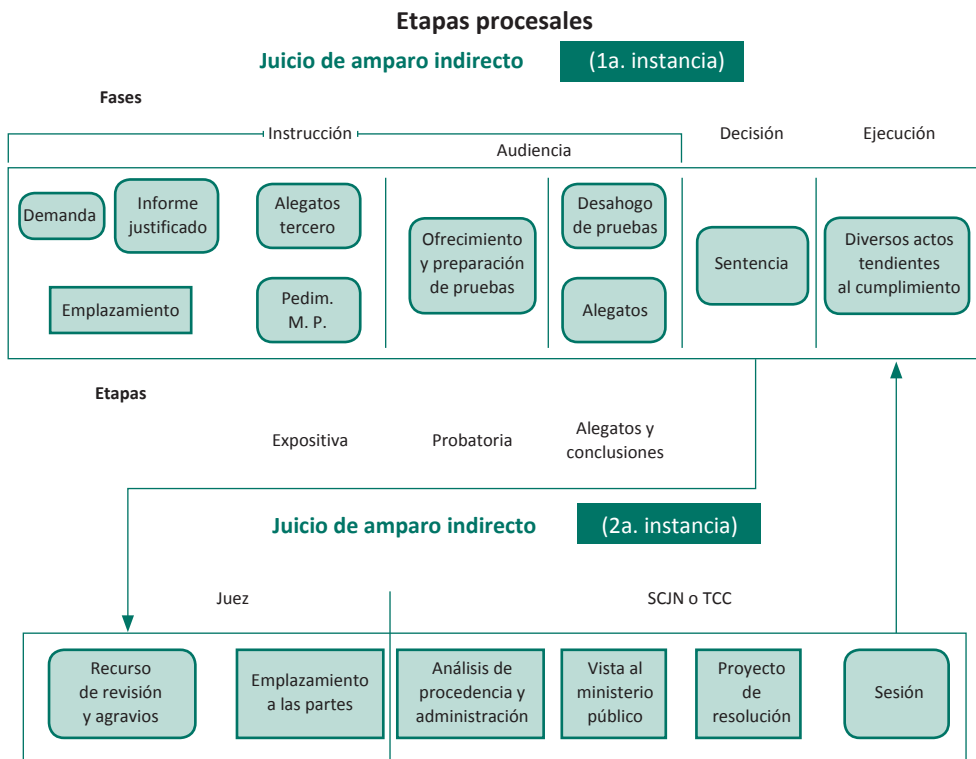 Etapas procesales
Juicio de amparo indirecto (1a. instancia)
Fases
Instrucción
Audiencia
Decisión
Ejecución
Demanda
Informe
justificado
Emplazamiento
Alegatos
tercero
Pedim.
M. P.
Ofrecimiento
y preparación
de pruebas
Desahogo
de pruebas
Alegatos
Sentencia
Diversos actos
tendientes
al cumplimiento
Etapas
Expositiva
Probatoria
Alegatos y
conclusiones
Juicio de amparo indirecto (2a. instancia)
Juez
SCJN o TCC
Recurso
de revisión
y agravios
Emplazamiento
a las partes
Análisis de
procedencia y
administración
Vista al
ministerio
público
Proyecto
de
resolución
Sesión